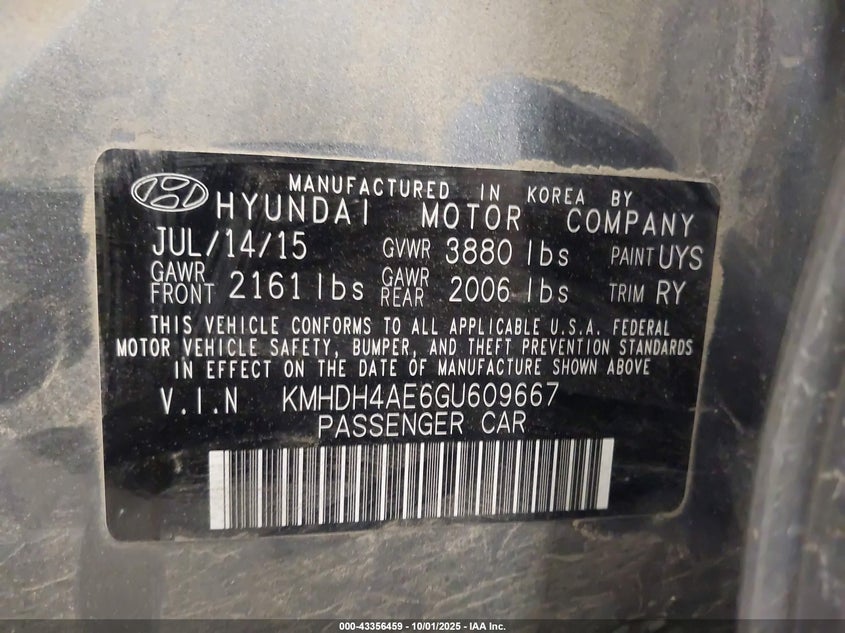 MANUFACTURED IN KOREA BY
HYUNDAI MOTOR COMPANY
JUL/14/15 GVWR 3880 lbs PAINT UYS
GAWR FRONT 2161 lbs GAWR REAR 2006 lbs TRIM RY
THIS VEHICLE CONFORMS TO ALL APPLICABLE U.S.A. FEDERAL
MOTOR VEHICLE SAFETY, BUMPER, AND THEFT PREVENTION STANDARDS
IN EFFECT ON THE DATE OF MANUFACTURE SHOWN ABOVE
V.I.N KMHDH4AE6GU609667
PASSENGER CAR
000-43356459 - 10/01/2025 - IAA Inc.